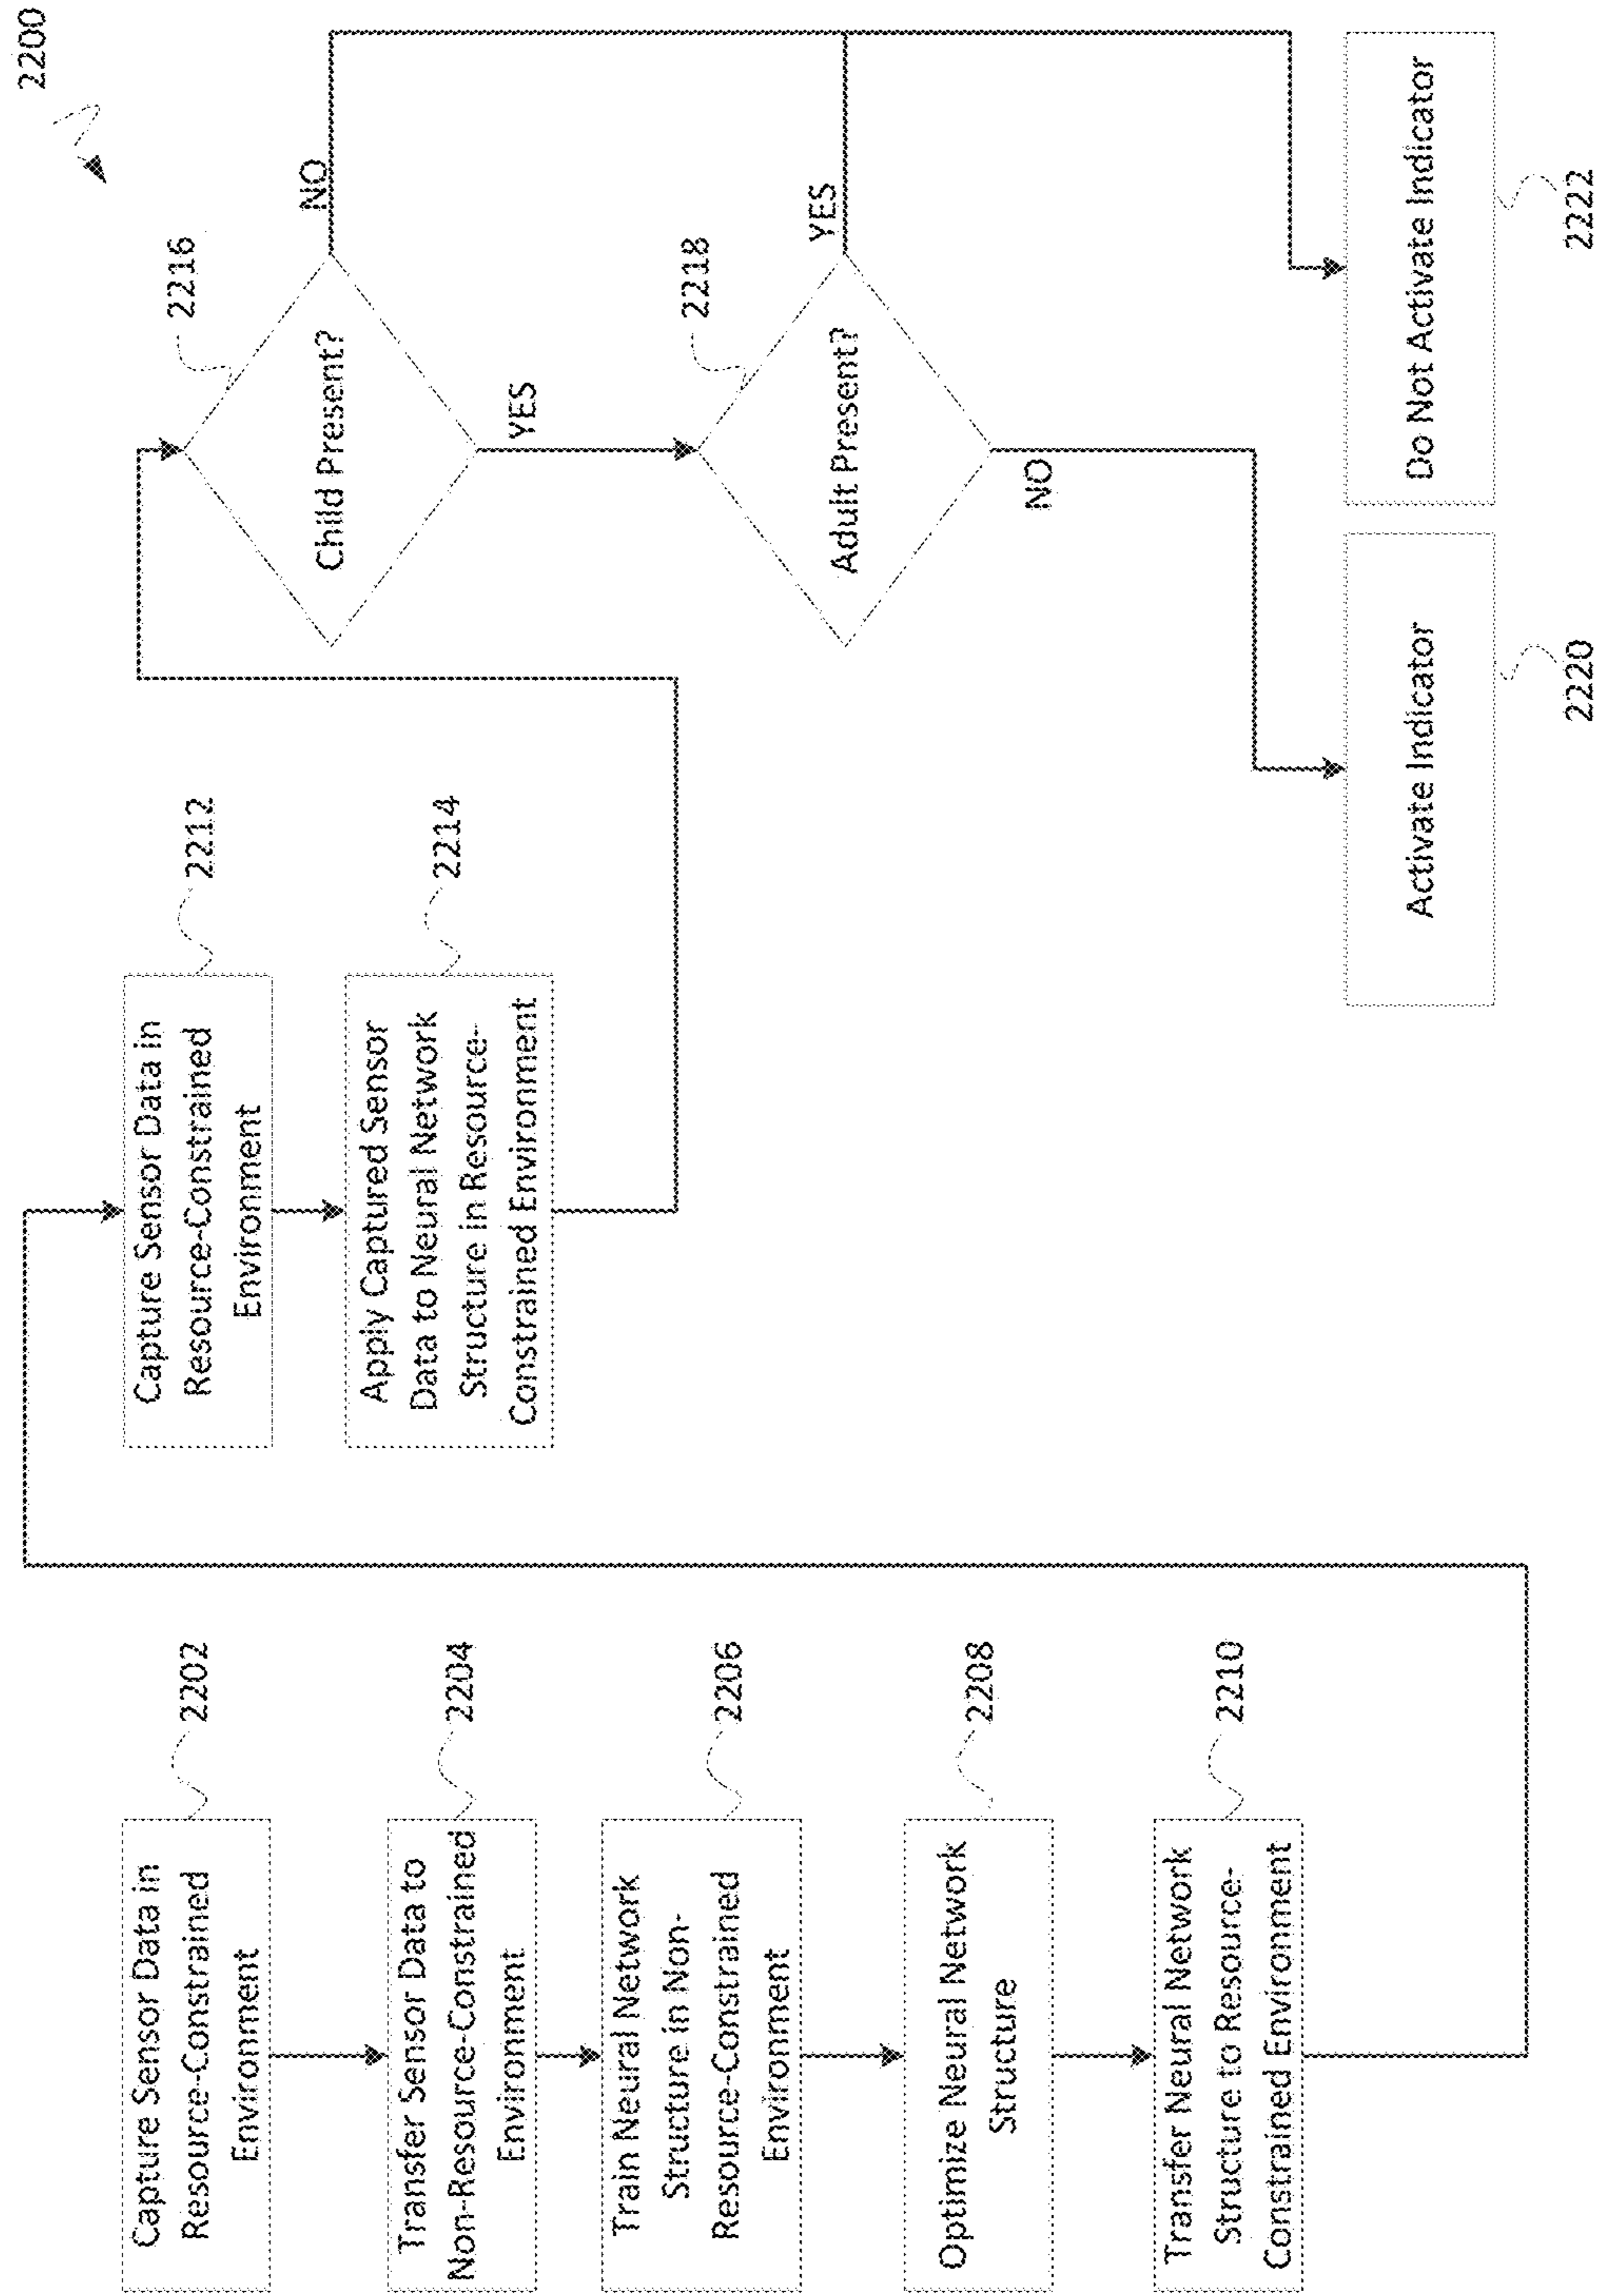 2200
Capture Sensor Data in
Resource-Constrained
Environment
2202
Transfer Sensor Data to
Non-Resource-Constrained
Environment
2204
Train Neural Network
Structure in Non-
Resource-Constrained
Environment
2206
Optimize Neural Network
Structure
2208
Transfer Neural Network
Structure to Resource-
Constrained Environment
2210
Capture Sensor Data in
Resource-Constrained
Environment
2212
Apply Captured Sensor
Data to Neural Network
Structure in Resource-
Constrained Environment
2214
Child Present?
2216
NO
YES
Adult Present?
2218
YES
NO
Activate Indicator
2220
Do Not Activate Indicator
2222